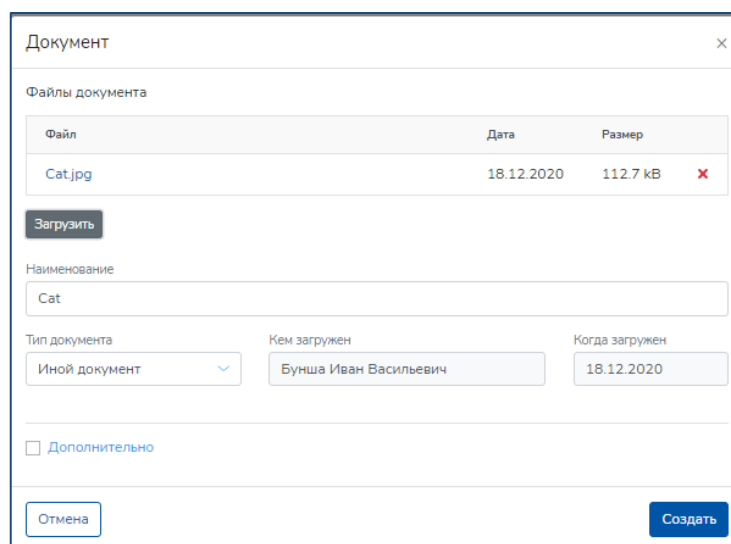 Документ ×
Файлы документа
Файл Дата Размер
Cat.jpg 18.12.2020 112.7 kB
Загрузить
Наименование
Cat
Тип документа Кем загружен Когда загружен
Иной документ Бунша Иван Васильевич 18.12.2020
Дополнительно
Отмена Создать